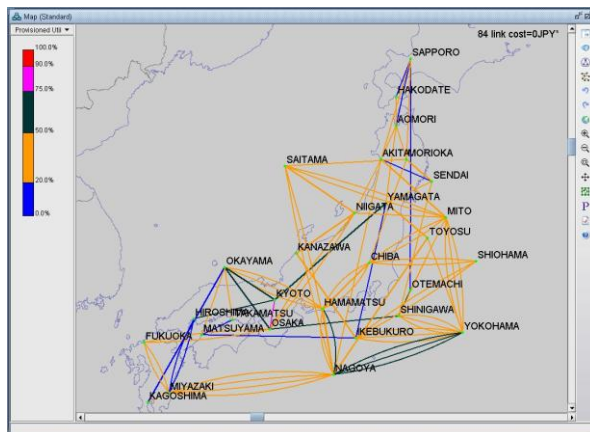 Map (Standard)
Provisioned Util
84 link cost=0JPY*
100.0%
90.0%
75.0%
50.0%
20.0%
0.0%
SAPPORO
HAKODATE
AOMORI
AKITA
MORIOKA
SAITAMA
SENDAI
YAMAGATA
NIIGATA
MITO
TOYOSU
KANAZAWA
CHIBA
SHIOHAMA
OKAYAMA
KYOTO
OTEMACHI
HAMAMATSU
HIROSHIMA
TAKAMATSU
SHINIGAWA
FUKUOKA
MATSUYAMA
OSAKA
IKEBUKURO
YOKOHAMA
NAGOYA
MIYAZAKI
KAGOSHIMA
P